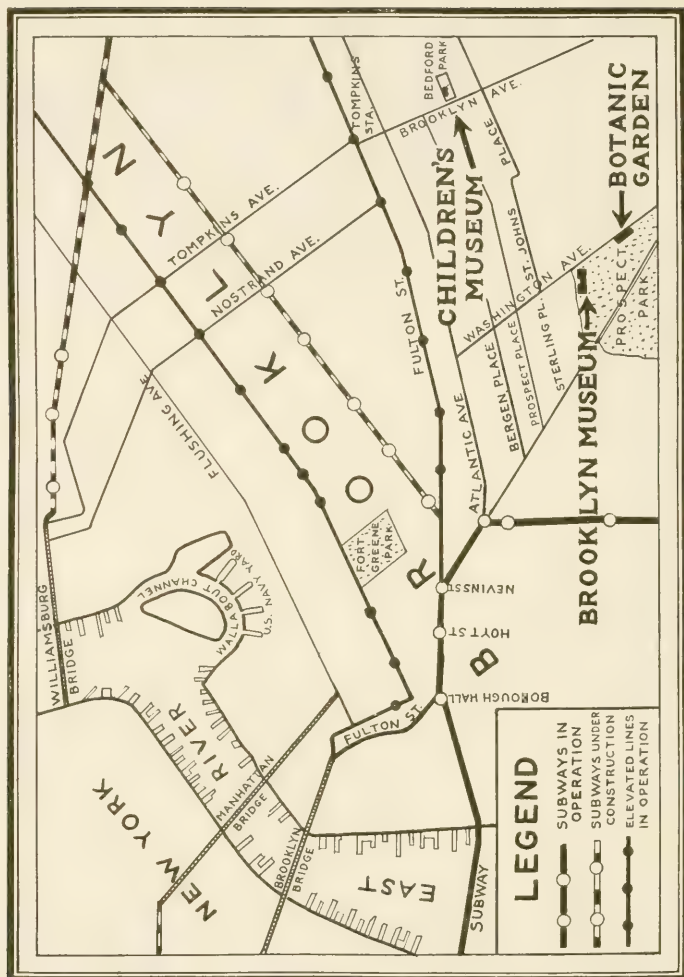 WILLIAMSBURG
BRIDGE
NEW YORK
EAST
RIVER
MANHATTAN
BRIDGE
BROOKLYN
BRIDGE
WALLABOUT CHANNEL
U.S. NAVY YARD
FLUSHING AVE.
TOMPKINS AVE.
NOSTRAND AVE.
BROOKLYN
FORT
GREENE
PARK
FULTON ST.
FULTON ST.
TOMPKINS
STA.
BEDFORD
PARK
BROOKLYN AVE.
CHILDREN'S
MUSEUM
ATLANTIC AVE.
BERGEN PLACE
PROSPECT PLACE
ST. JOHNS PLACE
STERLING PL.
WASHINGTON AVE.
BOTANIC
GARDEN
PROSPECT
PARK
BROOKLYN MUSEUM
NEVINS ST
HOYT ST
BOROUGH HALL
SUBWAY
LEGEND
SUBWAYS IN
OPERATION
SUBWAYS UNDER
CONSTRUCTION
ELEVATED LINES
IN OPERATION